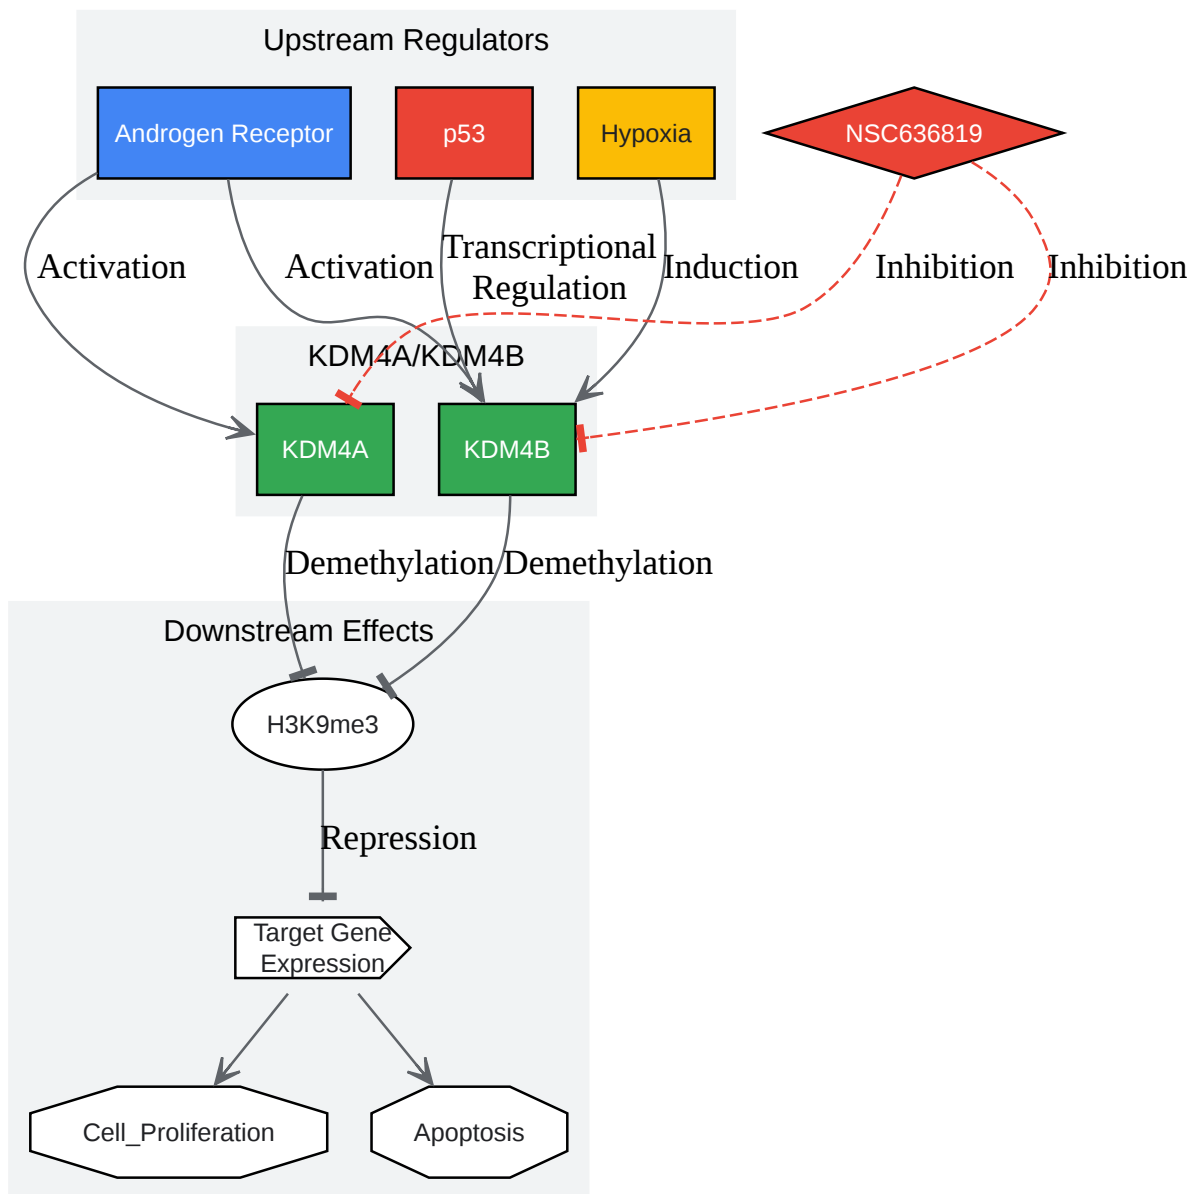 Upstream Regulators
Androgen Receptor
p53
Hypoxia
NSC636819
Activation
Activation
Transcriptional
Regulation
Induction
Inhibition
Inhibition
KDM4A/KDM4B
KDM4A
KDM4B
Demethylation
Demethylation
Downstream Effects
H3K9me3
Repression
Target Gene
Expression
Cell_Proliferation
Apoptosis